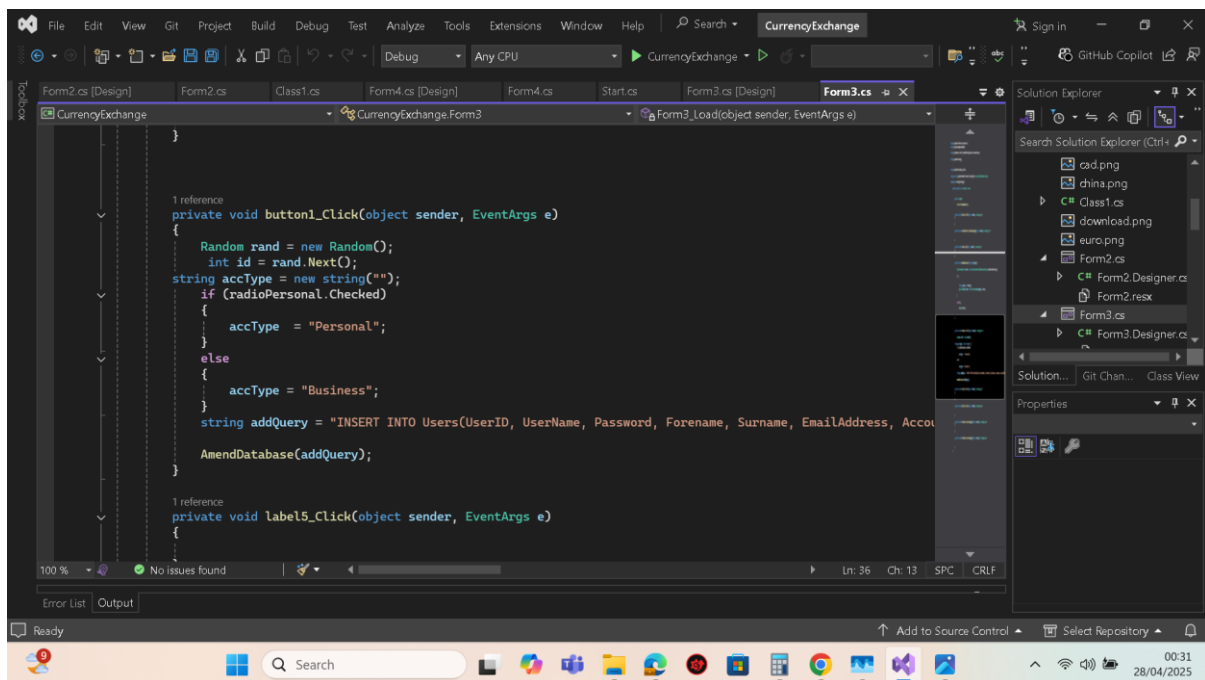 File Edit View Git Project Build Debug Test Analyze Tools Extensions Window Help Search CurrencyExchange Sign in
Debug Any CPU CurrencyExchange GitHub Copilot
Toolbox
Form2.cs [Design] Form2.cs Class1.cs Form4.cs [Design] Form4.cs Start.cs Form3.cs [Design] Form3.cs
CurrencyExchange CurrencyExchange.Form3 Form3_Load(object sender, EventArgs e)
}
1 reference
private void button1_Click(object sender, EventArgs e)
{
Random rand = new Random();
int id = rand.Next();
string accType = new string("");
if (radioPersonal.Checked)
{
accType = "Personal";
}
else
{
accType = "Business";
}
string addQuery = "INSERT INTO Users(UserID, UserName, Password, Forename, Surname, EmailAddress, Accou
AmendDatabase(addQuery);
}
1 reference
private void label5_Click(object sender, EventArgs e)
{
100 % No issues found Ln: 36 Ch: 13 SPC CRLF
Error List Output
Solution Explorer
Search Solution Explorer (Ctrl+
cad.png
china.png
C# Class1.cs
download.png
euro.png
Form2.cs
C# Form2.Designer.cs
Form2.resx
Form3.cs
C# Form3.Designer.cs
Solution... Git Chan... Class View
Properties
Ready Add to Source Control Select Repository
9 Search 00:31
28/04/2025